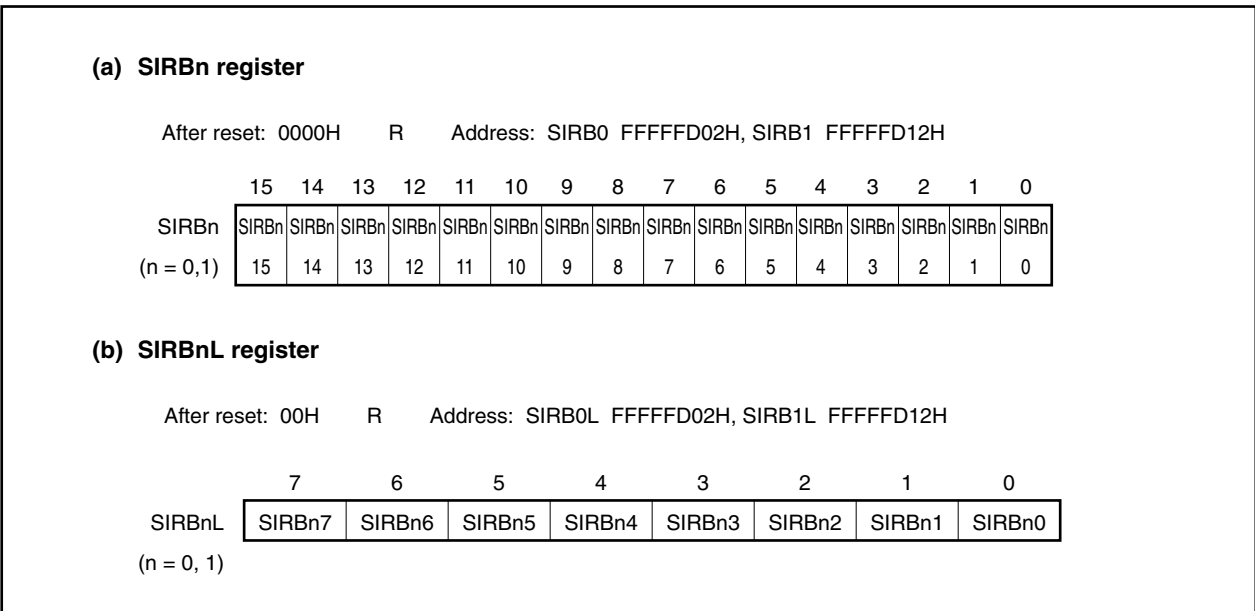 (a) SIRBn register
After reset: 0000H R Address: SIRB0 FFFFFD02H, SIRB1 FFFFFD12H
15 14 13 12 11 10 9 8 7 6 5 4 3 2 1 0
SIRBn SIRBn SIRBn SIRBn SIRBn SIRBn SIRBn SIRBn SIRBn SIRBn SIRBn SIRBn SIRBn SIRBn SIRBn SIRBn SIRBn
(n = 0,1) 15 14 13 12 11 10 9 8 7 6 5 4 3 2 1 0
(b) SIRBnL register
After reset: 00H R Address: SIRB0L FFFFFD02H, SIRB1L FFFFFD12H
7 6 5 4 3 2 1 0
SIRBnL SIRBn7 SIRBn6 SIRBn5 SIRBn4 SIRBn3 SIRBn2 SIRBn1 SIRBn0
(n = 0, 1)